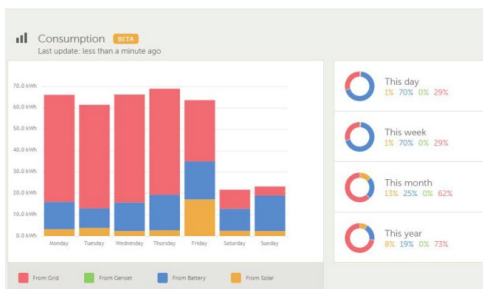 Consumption BETA
Last update: less than a minute ago
70.0 kWh
60.0 kWh
50.0 kWh
40.0 kWh
30.0 kWh
20.0 kWh
10.0 kWh
0.0 kWh
Monday Tuesday Wednesday Thursday Friday Saturday Sunday
From Grid From Genset From Battery From Solar
This day
1% 70% 0% 29%
This week
1% 70% 0% 29%
This month
13% 25% 0% 62%
This year
8% 19% 0% 73%